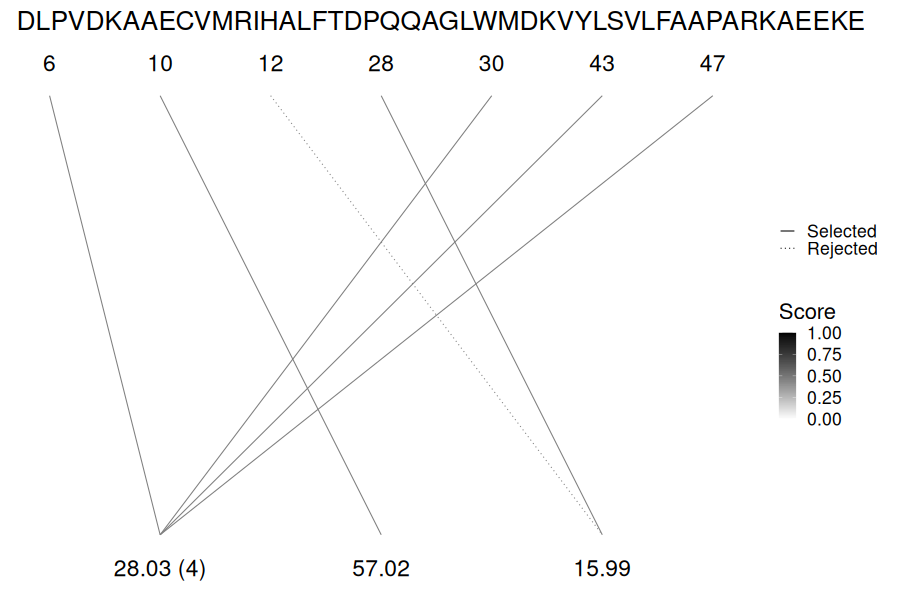 DLPVDKAAECVMRIHALFTDPQQAGLWMDKVYLSVLFAAPARKAEEKE
6 10 12 28 30 43 47
Selected
Rejected
Score
1.00
0.75
0.50
0.25
0.00
28.03 (4) 57.02 15.99